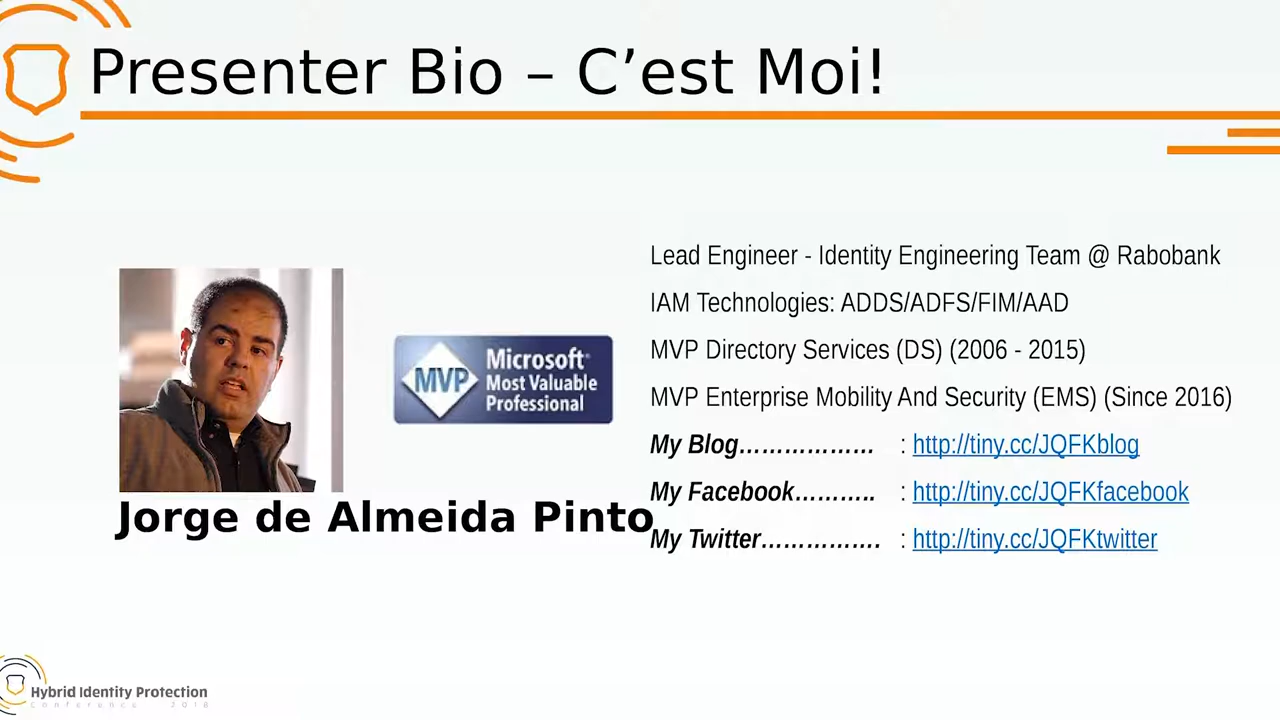 Presenter Bio – C’est Moi!
Lead Engineer - Identity Engineering Team @ Rabobank
IAM Technologies: ADDS/ADFS/FIM/AAD
MVP Directory Services (DS) (2006 - 2015)
MVP Enterprise Mobility And Security (EMS) (Since 2016)
My Blog……………… : http://tiny.cc/JQFKblog
My Facebook……….. : http://tiny.cc/JQFKfacebook
My Twitter……………. : http://tiny.cc/JQFKtwitter
MVP
Microsoft®
Most Valuable
Professional
Jorge de Almeida Pinto
Hybrid Identity Protection
Conference 2018